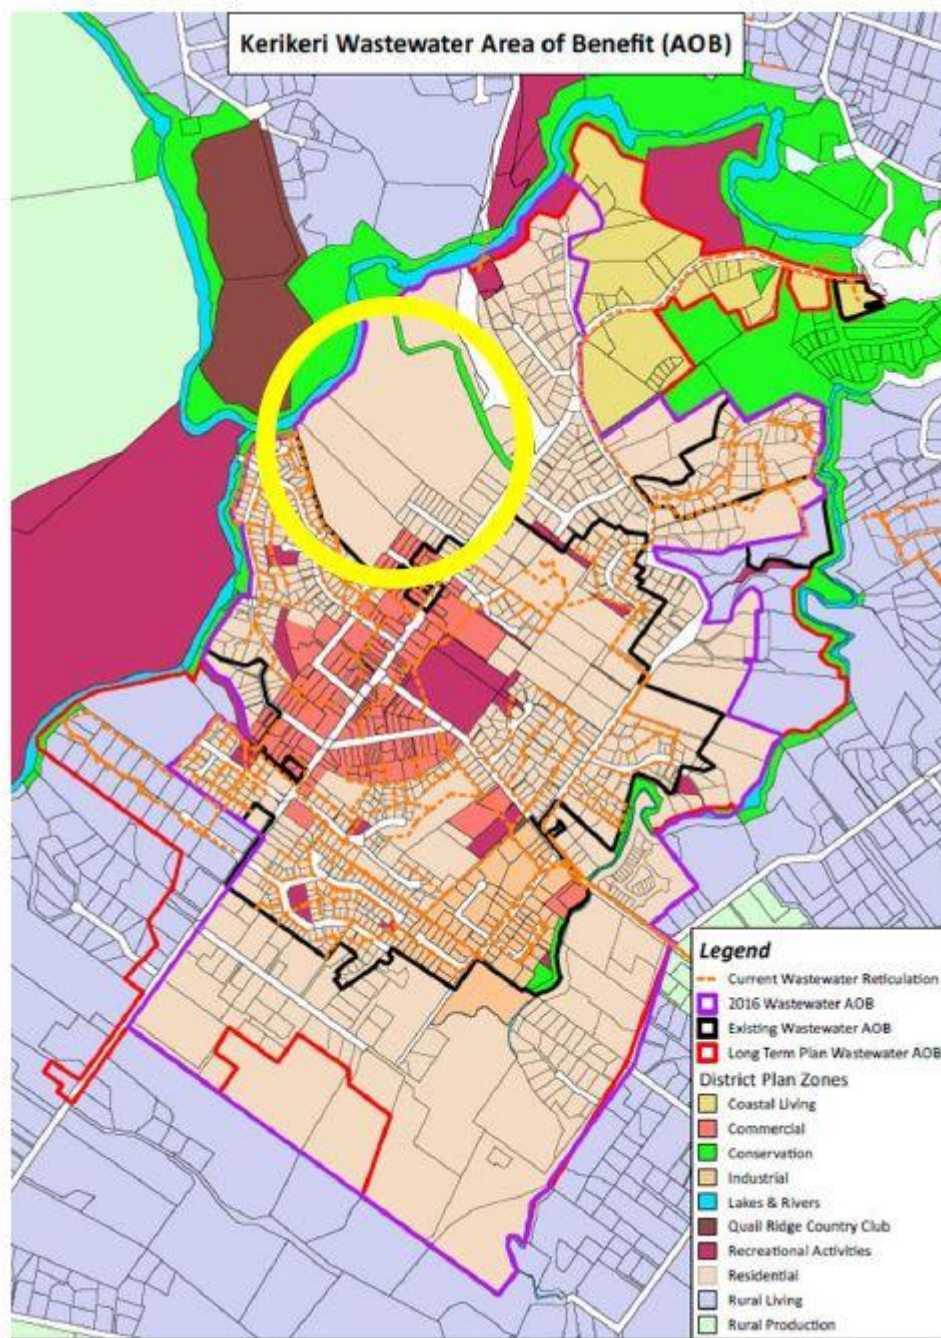 Kerikeri Wastewater Area of Benefit (AOB)
Legend
Current Wastewater Reticulation
2016 Wastewater AOB
Existing Wastewater AOB
Long Term Plan Wastewater AOB
District Plan Zones
Coastal Living
Commercial
Conservation
Industrial
Lakes & Rivers
Quail Ridge Country Club
Recreational Activities
Residential
Rural Living
Rural Production